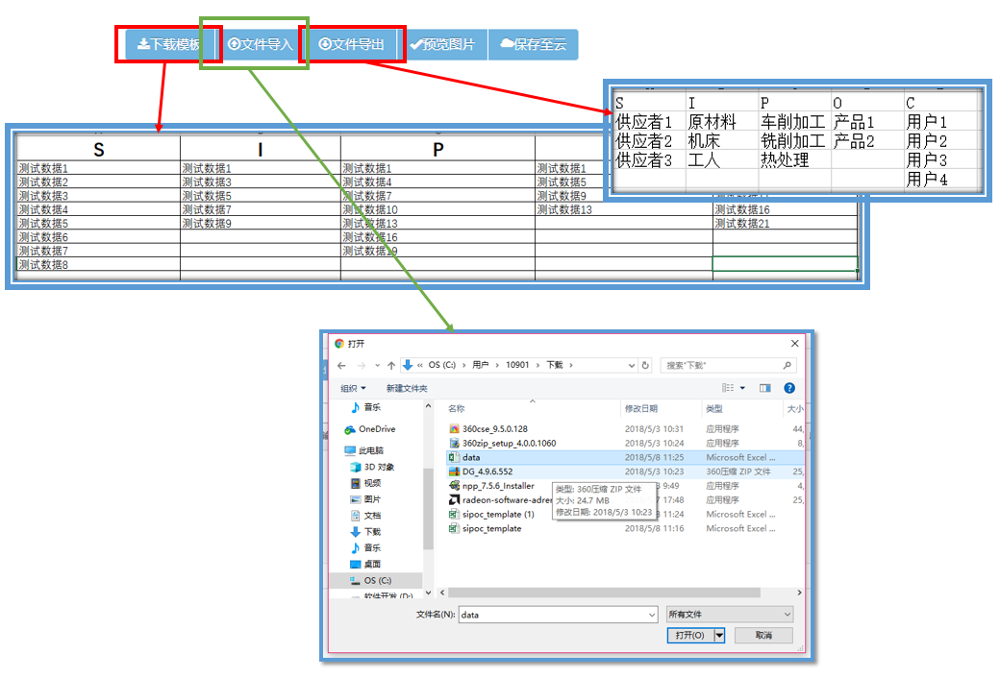 下载模板 文件导入 文件导出 预览图片 保存至云
S I P O C
供应者1 原材料 车削加工 产品1 用户1
供应者2 机床 铣削加工 产品2 用户2
供应者3 工人 热处理 用户3
用户4
S I P
测试数据1 测试数据1 测试数据1 测试数据1
测试数据2 测试数据3 测试数据4 测试数据5
测试数据3 测试数据5 测试数据7 测试数据9
测试数据4 测试数据7 测试数据10 测试数据13 测试数据16
测试数据5 测试数据9 测试数据13 测试数据21
测试数据6 测试数据16
测试数据7 测试数据19
测试数据8
打开
« OS (C:) › 用户 › 10901 › 下载 › 搜索"下载"
组织 新建文件夹
音乐
OneDrive
此电脑
3D 对象
视频
图片
文档
下载
音乐
桌面
OS (C:)
软件开发 (D:)
名称 修改日期 类型 大小
360cse_9.5.0.128 2018/5/3 10:31 应用程序 44,
360zip_setup_4.0.0.1060 2018/5/3 10:24 应用程序 8,
data 2018/5/8 11:25 Microsoft Excel ...
DG_4.9.6.552 2018/5/3 10:23 360压缩 ZIP 文件 25,
npp_7.5.6_Installer 9:49 应用程序 4,
radeon-software-adren 17:48 应用程序 25,
sipoc_template (1) 11:24 Microsoft Excel ...
sipoc_template 2018/5/8 11:16 Microsoft Excel ...
类型: 360压缩 ZIP 文件
大小: 24.7 MB
修改日期: 2018/5/3 10:23
文件名(N): data 所有文件
打开(O) 取消